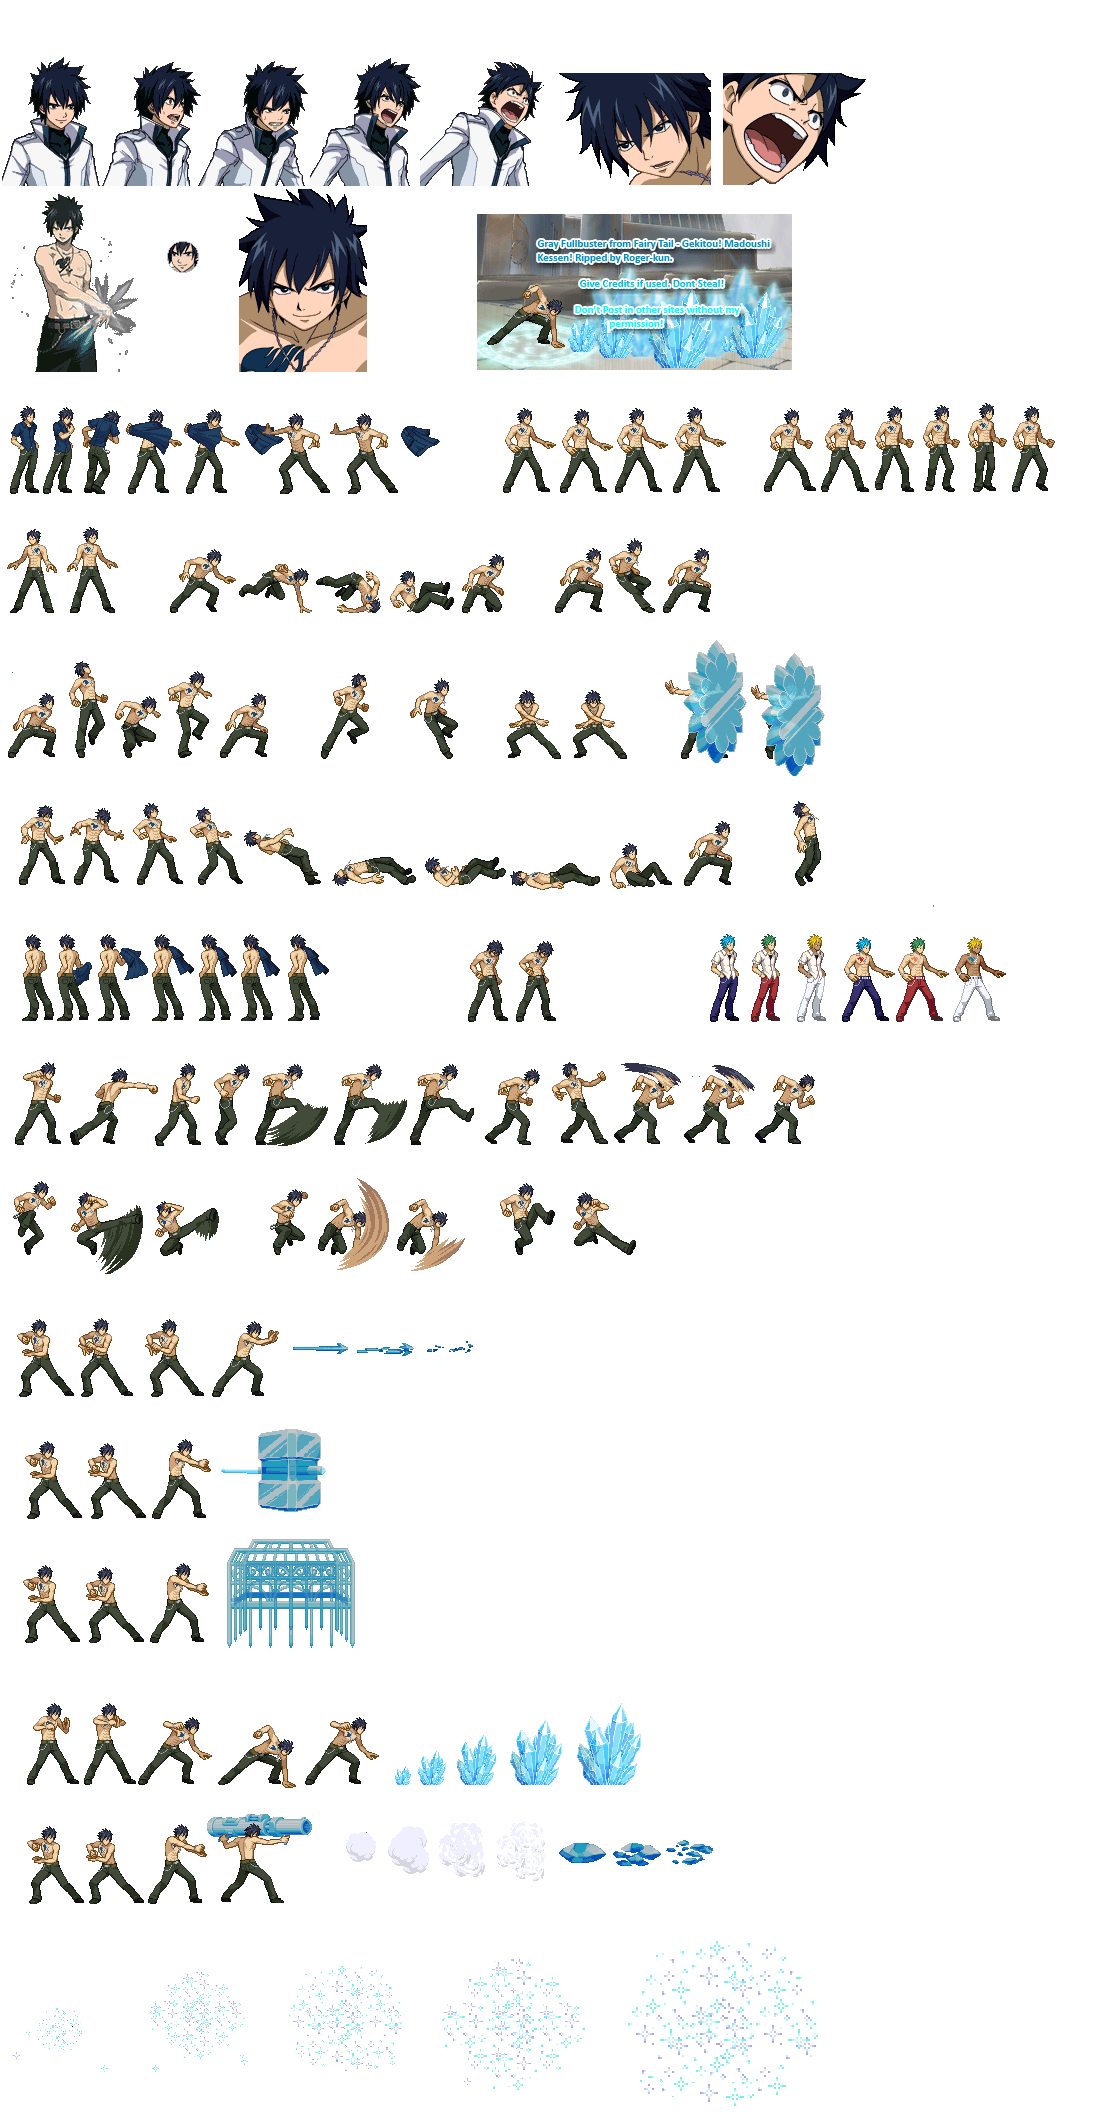 Gray Fullbuster from Fairy Tail - Gekitou! Madoushi
Kessen! Ripped by Roger-kun.
Give Credits if used. Dont Steal!
Don't Post in other sites without my
permission!